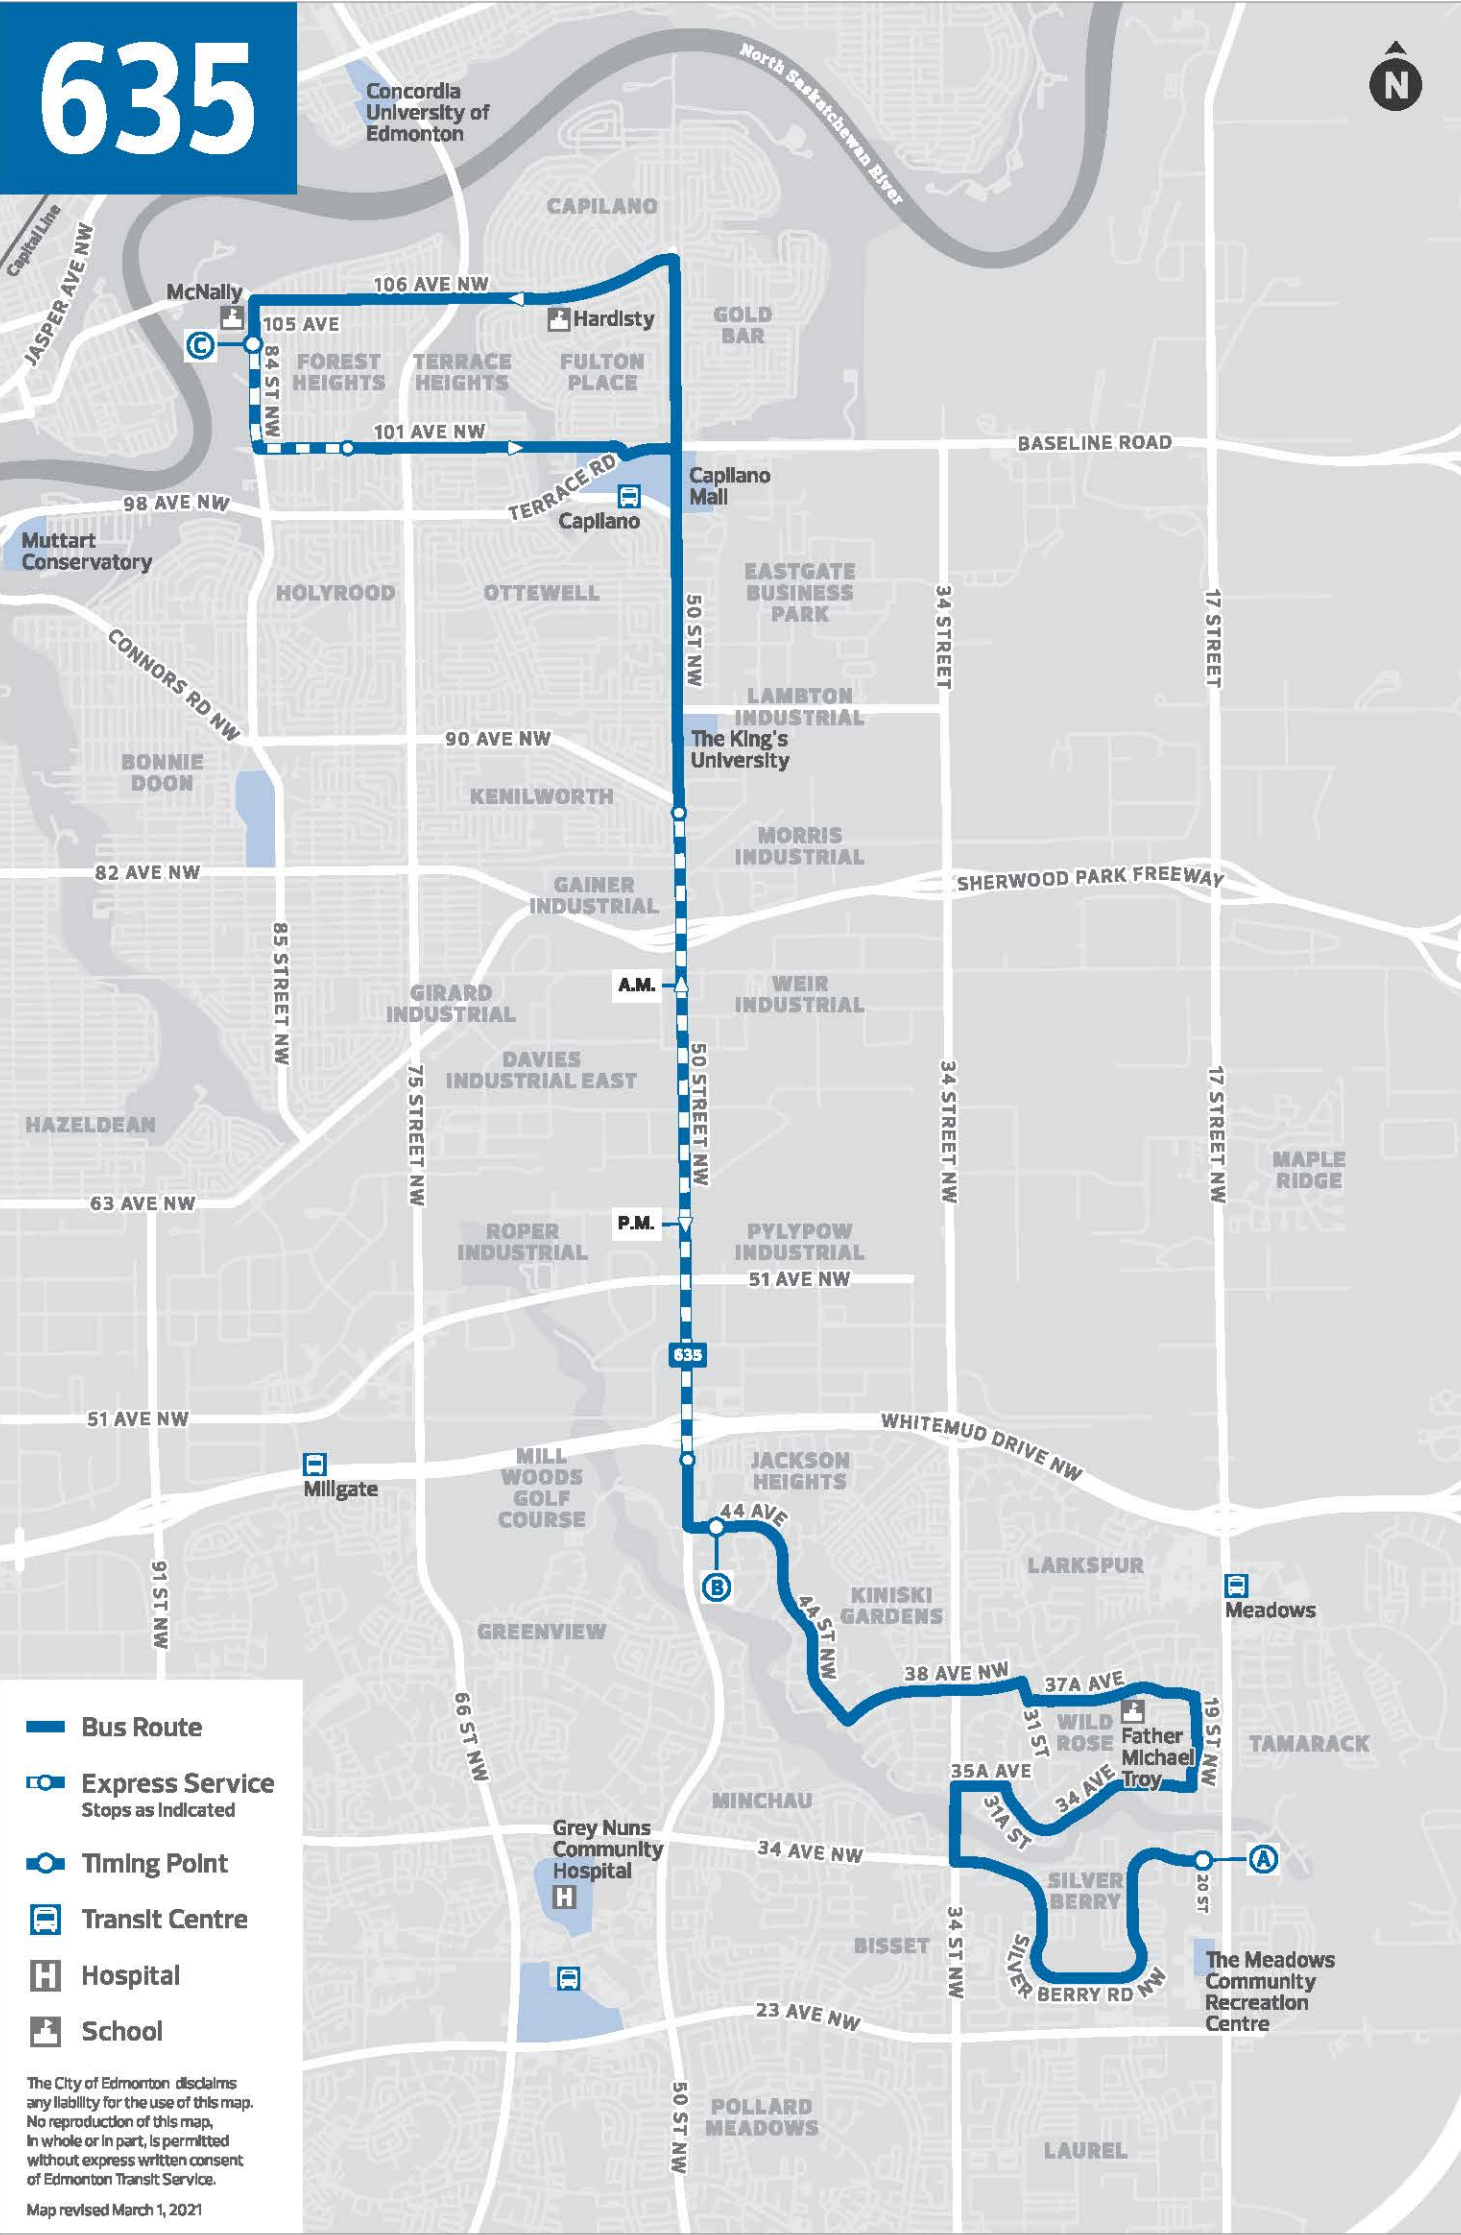 635
N
North Saskatchewan River
Concordia
University of
Edmonton
Capital Line
JASPER AVE NW
CAPILANO
McNally
106 AVE NW
105 AVE
Hardisty
GOLD
BAR
C
84 ST NW
FOREST
HEIGHTS
TERRACE
HEIGHTS
FULTON
PLACE
101 AVE NW
BASELINE ROAD
TERRACE RD
Capilano
Mall
98 AVE NW
Capilano
Muttart
Conservatory
HOLYROOD
OTTEWELL
EASTGATE
BUSINESS
PARK
50 ST NW
34 STREET
17 STREET
CONNORS RD NW
LAMBTON
INDUSTRIAL
90 AVE NW
The King's
University
BONNIE
DOON
KENILWORTH
MORRIS
INDUSTRIAL
82 AVE NW
SHERWOOD PARK FREEWAY
GAINER
INDUSTRIAL
85 STREET NW
A.M.
WEIR
INDUSTRIAL
GIRARD
INDUSTRIAL
DAVIES
INDUSTRIAL EAST
50 STREET NW
75 STREET NW
34 STREET NW
17 STREET NW
HAZELDEAN
MAPLE
RIDGE
63 AVE NW
P.M.
ROPER
INDUSTRIAL
PYLYPOW
INDUSTRIAL
51 AVE NW
635
51 AVE NW
WHITEMUD DRIVE NW
Millgate
MILL
WOODS
GOLF
COURSE
JACKSON
HEIGHTS
44 AVE
B
91 ST NW
LARKSPUR
KINISKI
GARDENS
Meadows
44 ST NW
GREENVIEW
38 AVE NW
37A AVE
66 ST NW
31 ST
WILD
ROSE
Father
Michael
Troy
19 ST NW
TAMARACK
35A AVE
34 AVE
31A ST
MINCHAU
Grey Nuns
Community
Hospital
H
34 AVE NW
A
20 ST
SILVER
BERRY
BISSET
34 ST NW
SILVER BERRY RD NW
The Meadows
Community
Recreation
Centre
23 AVE NW
50 ST NW
POLLARD
MEADOWS
LAUREL
Bus Route
Express Service
Stops as Indicated
Timing Point
Transit Centre
H Hospital
School
The City of Edmonton disclaims
any liability for the use of this map.
No reproduction of this map,
in whole or in part, is permitted
without express written consent
of Edmonton Transit Service.
Map revised March 1, 2021